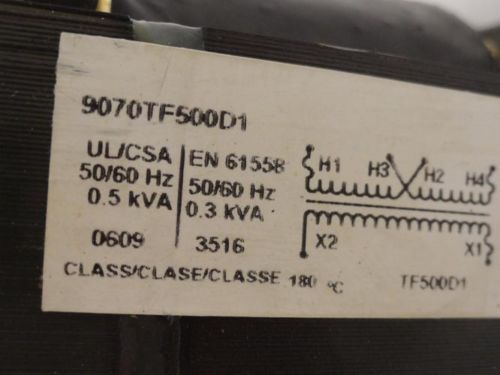 9070TF500D1
UL/CSA EN 61558
50/60 Hz 50/60 Hz
0.5 kVA 0.3 kVA
0609 3516
H1 H3 H2 H4
X2 X1
CLASS/CLASE/CLASSE 180 °C TF500D1